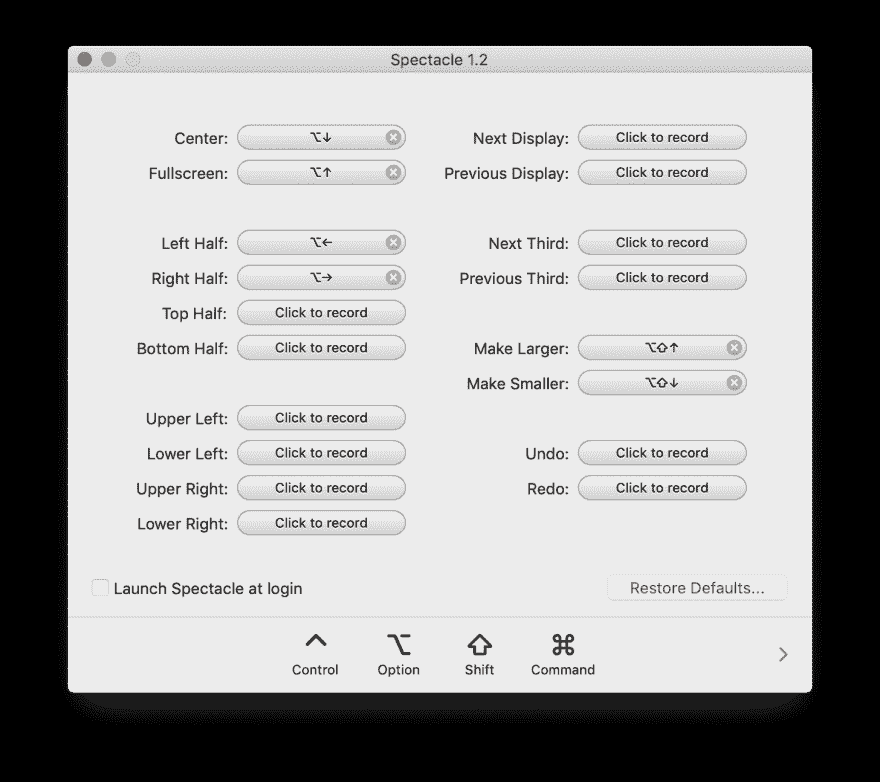 Spectacle 1.2
Center: ⌥↓
Fullscreen: ⌥↑
Left Half: ⌥←
Right Half: ⌥→
Top Half: Click to record
Bottom Half: Click to record
Upper Left: Click to record
Lower Left: Click to record
Upper Right: Click to record
Lower Right: Click to record
Next Display: Click to record
Previous Display: Click to record
Next Third: Click to record
Previous Third: Click to record
Make Larger: ⌥⇧↑
Make Smaller: ⌥⇧↓
Undo: Click to record
Redo: Click to record
Launch Spectacle at login
Restore Defaults...
⌃ ⌥ ⇧ ⌘
Control Option Shift Command